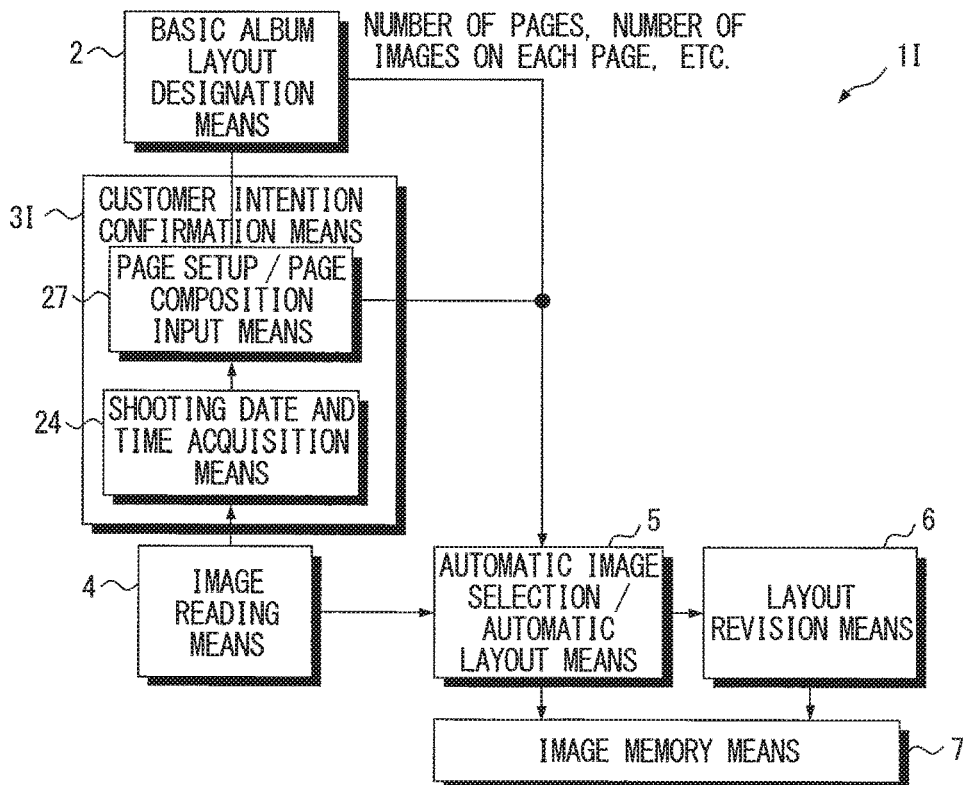 BASIC ALBUM
LAYOUT
DESIGNATION
MEANS
2
NUMBER OF PAGES, NUMBER OF
IMAGES ON EACH PAGE, ETC.
1I
3I
CUSTOMER INTENTION
CONFIRMATION MEANS
27
PAGE SETUP / PAGE
COMPOSITION
INPUT MEANS
24
SHOOTING DATE AND
TIME ACQUISITION
MEANS
4
IMAGE
READING
MEANS
5
AUTOMATIC IMAGE
SELECTION /
AUTOMATIC
LAYOUT MEANS
6
LAYOUT
REVISION MEANS
IMAGE MEMORY MEANS
7